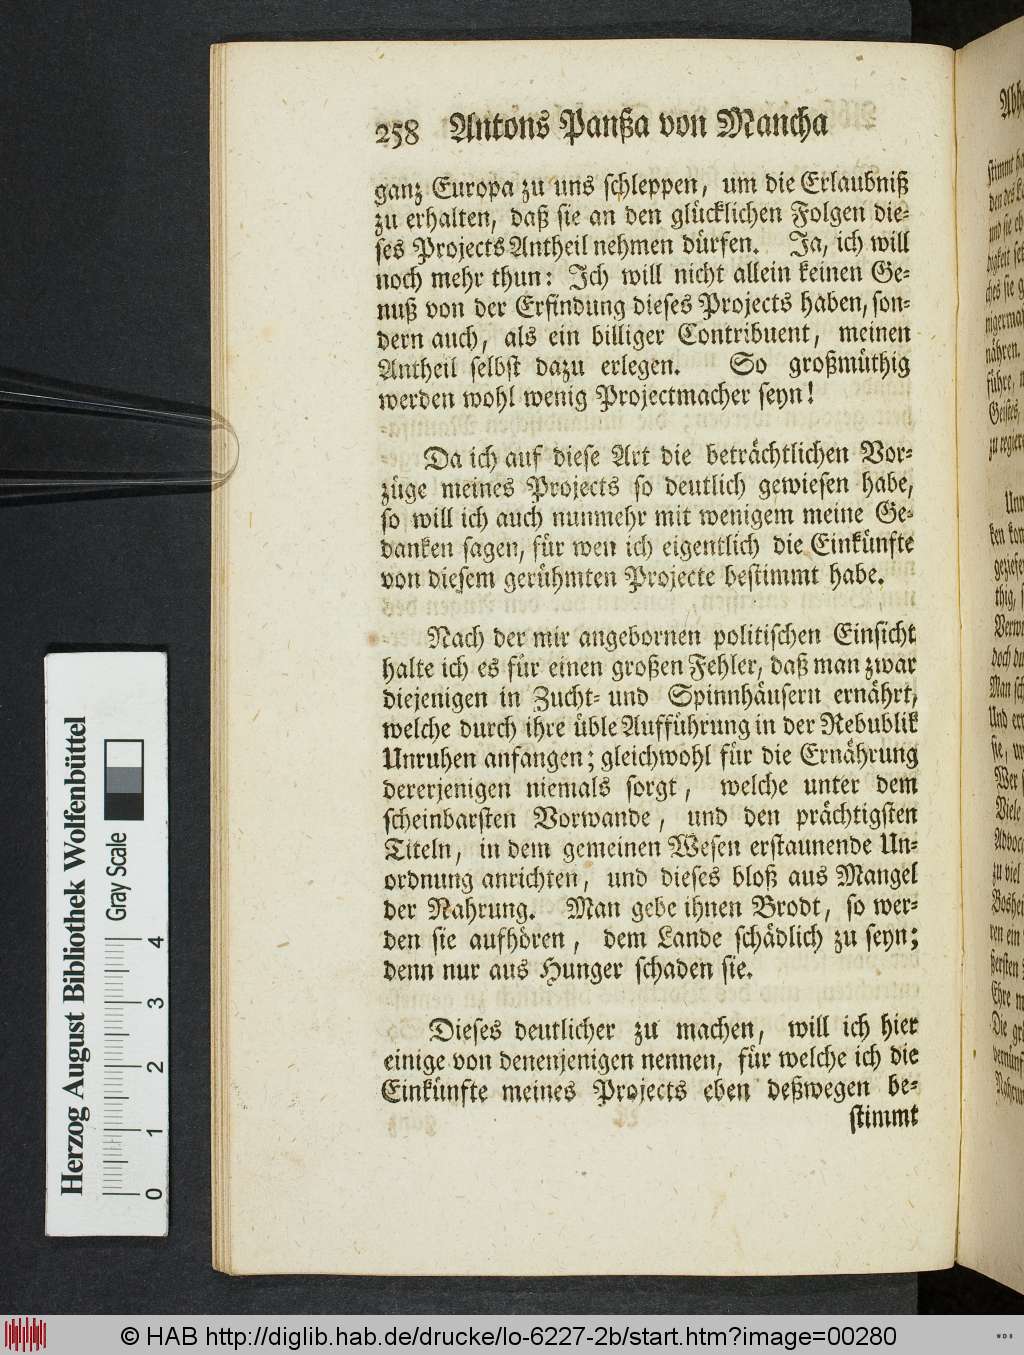 258 Antons Panßa von Mancha
ganz Europa zu uns schleppen, um die Erlaubniß
zu erhalten, daß sie an den glücklichen Folgen die-
ses Projects Antheil nehmen dürfen. Ja, ich will
noch mehr thun: Ich will nicht allein keinen Ge-
nuß von der Erfindung dieses Projects haben, son-
dern auch, als ein billiger Contribuent, meinen
Antheil selbst dazu erlegen. So großmüthig
werden wohl wenig Projectmacher seyn!
Da ich auf diese Art die beträchtlichen Vor-
züge meines Projects so deutlich gewiesen habe,
so will ich auch nunmehr mit wenigem meine Ge-
danken sagen, für wen ich eigentlich die Einkünfte
von diesem gerühmten Projecte bestimmt habe.
Nach der mir angebornen politischen Einsicht
halte ich es für einen großen Fehler, daß man zwar
diejenigen in Zucht- und Spinnhäusern ernährt,
welche durch ihre üble Aufführung in der Rebublik
Unruhen anfangen; gleichwohl für die Ernährung
dererjenigen niemals sorgt, welche unter dem
scheinbarsten Vorwande, und den prächtigsten
Titeln, in dem gemeinen Wesen erstaunende Un-
ordnung anrichten, und dieses bloß aus Mangel
der Nahrung. Man gebe ihnen Brodt, so wer-
den sie aufhören, dem Lande schädlich zu seyn;
denn nur aus Hunger schaden sie.
Dieses deutlicher zu machen, will ich hier
einige von denenjenigen nennen, für welche ich die
Einkünfte meines Projects eben deßwegen be-
stimmt
Herzog August Bibliothek Wolfenbüttel
Gray Scale
0 1 2 3 4
© HAB http://diglib.hab.de/drucke/lo-6227-2b/start.htm?image=00280